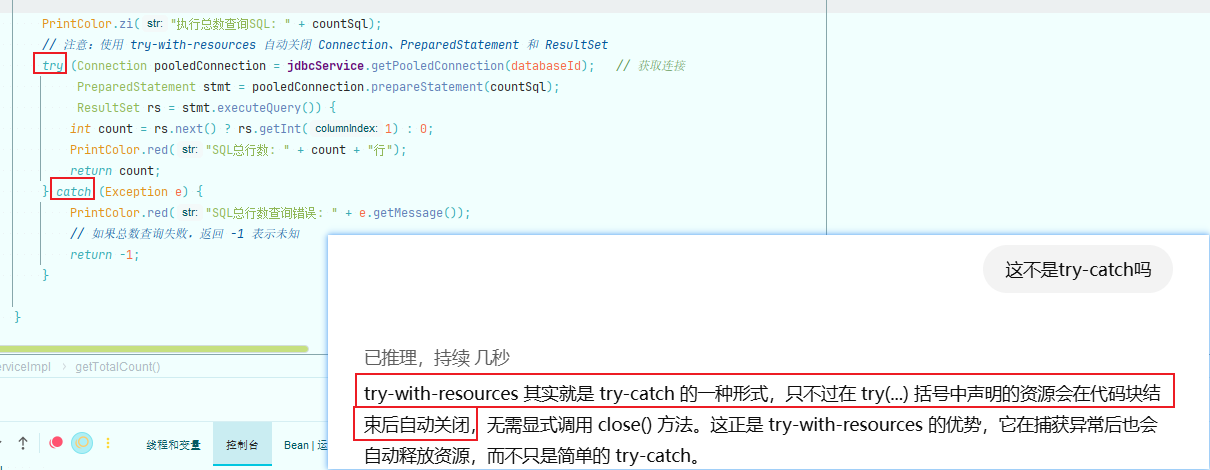 PrintColor.zi( str: "执行总数查询SQL: " + countSql);
// 注意：使用 try-with-resources 自动关闭 Connection、PreparedStatement 和 ResultSet
try (Connection pooledConnection = jdbcService.getPooledConnection(databaseId);   // 获取连接
PreparedStatement stmt = pooledConnection.prepareStatement(countSql);
ResultSet rs = stmt.executeQuery()) {
int count = rs.next() ? rs.getInt( columnIndex: 1) : 0;
PrintColor.red( str: "SQL总行数: " + count + "行");
return count;
} catch (Exception e) {
PrintColor.red( str: "SQL总行数查询错误: " + e.getMessage());
// 如果总数查询失败，返回 -1 表示未知
return -1;
}
}
这不是try-catch吗
已推理，持续 几秒
try-with-resources 其实就是 try-catch 的一种形式，只不过在 try(...) 括号中声明的资源会在代码块结
束后自动关闭，无需显式调用 close() 方法。这正是 try-with-resources 的优势，它在捕获异常后也会
自动释放资源，而不只是简单的 try-catch。
erviceImpl > getTotalCount()
线程和变量 控制台 Bean | 运